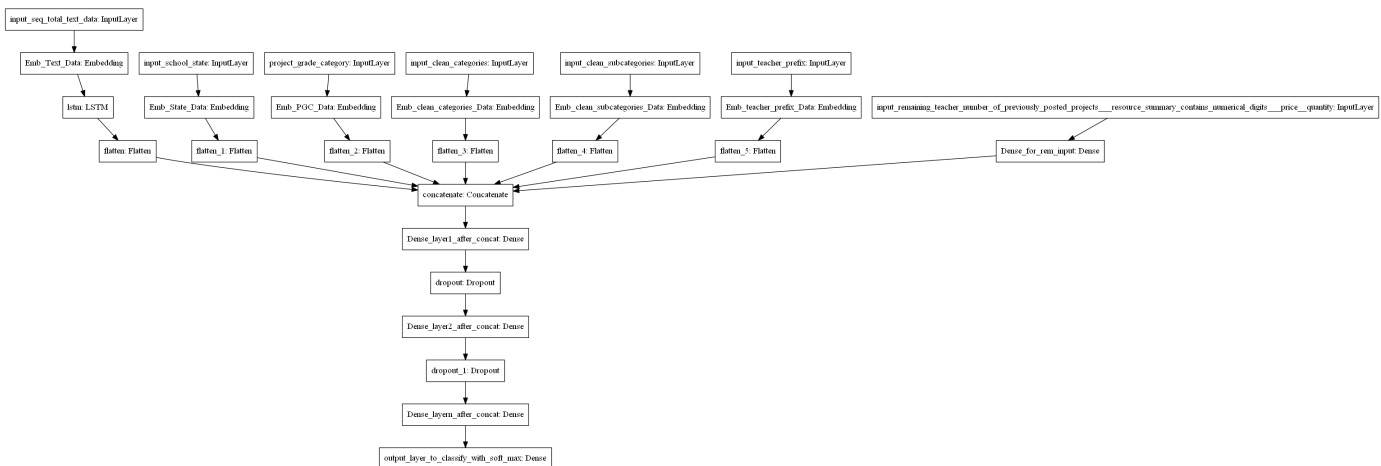 input_seq_total_text_data: InputLayer
Emb_Text_Data: Embedding
input_school_state: InputLayer
project_grade_category: InputLayer
input_clean_categories: InputLayer
input_clean_subcategories: InputLayer
input_teacher_prefix: InputLayer
lstm: LSTM
Emb_State_Data: Embedding
Emb_PGC_Data: Embedding
Emb_clean_categories_Data: Embedding
Emb_clean_subcategories_Data: Embedding
Emb_teacher_prefix_Data: Embedding
input_remaining_teacher_number_of_previously_posted_projects___resource_summary_contains_numerical_digits___price__quantity: InputLayer
flatten: Flatten
flatten_1: Flatten
flatten_2: Flatten
flatten_3: Flatten
flatten_4: Flatten
flatten_5: Flatten
Dense_for_rem_input: Dense
concatenate: Concatenate
Dense_layer1_after_concat: Dense
dropout: Dropout
Dense_layer2_after_concat: Dense
dropout_1: Dropout
Dense_layern_after_concat: Dense
output_layer_to_classify_with_soft_max: Dense